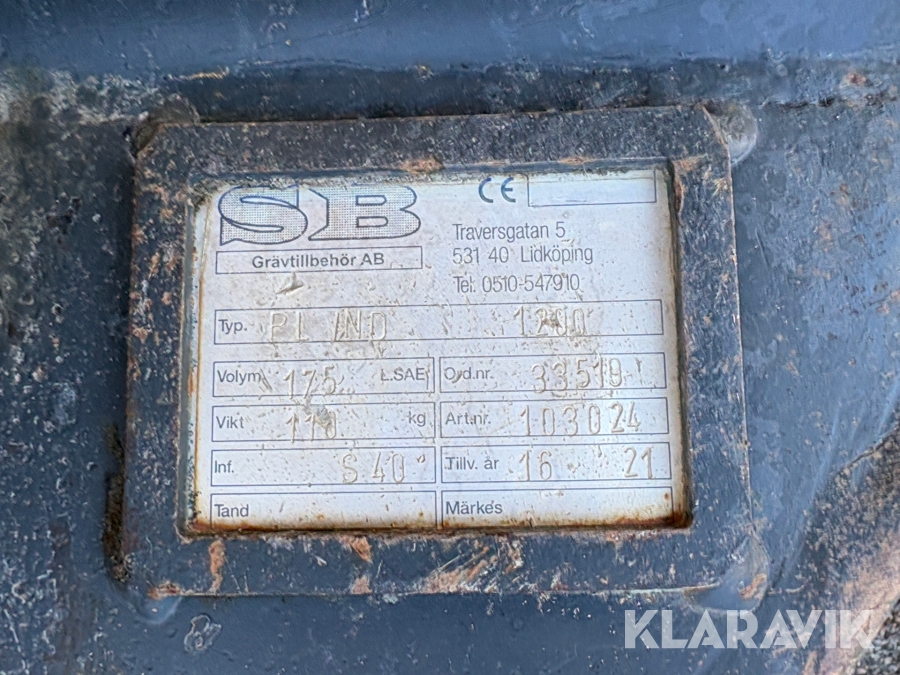 SB
CE
Grävtillbehör AB
Traversgatan 5
531 40 Lidköping
Tel: 0510-547910
Typ. 1200
Volym 175 L.SAE Ord.nr. 33519
Vikt 110 kg Art.nr. 103024
Inf. S 40 Tillv. år 16 21
Tand Märkes
KLARAVIK